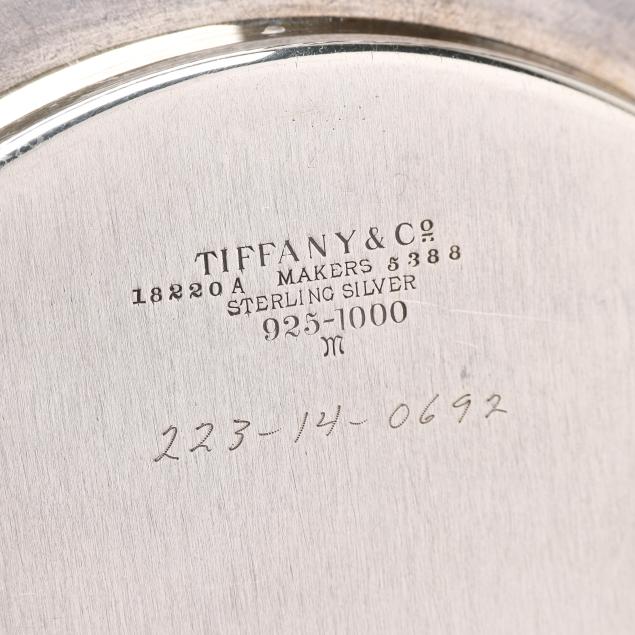 TIFFANY & Cº
18220A MAKERS 5388
STERLING SILVER
925-1000
m
223-14-0692